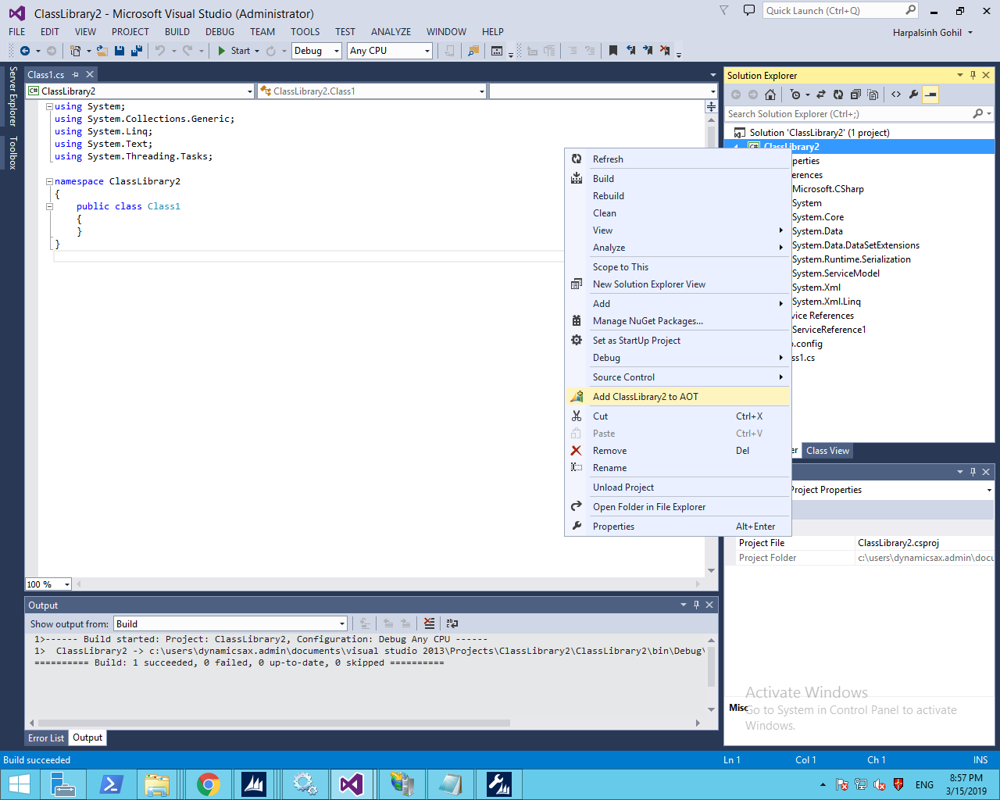 ClassLibrary2 - Microsoft Visual Studio (Administrator)
Quick Launch (Ctrl+Q)
FILE EDIT VIEW PROJECT BUILD DEBUG TEAM TOOLS TEST ANALYZE WINDOW HELP
Harpalsinh Gohil
Start Debug Any CPU
Server Explorer
Toolbox
Class1.cs
ClassLibrary2 ClassLibrary2.Class1
using System;
using System.Collections.Generic;
using System.Linq;
using System.Text;
using System.Threading.Tasks;
namespace ClassLibrary2
{
public class Class1
{
}
}
100 %
Refresh
Build
Rebuild
Clean
View
Analyze
Scope to This
New Solution Explorer View
Add
Manage NuGet Packages...
Set as StartUp Project
Debug
Source Control
Add ClassLibrary2 to AOT
Cut Ctrl+X
Paste Ctrl+V
Remove Del
Rename
Unload Project
Open Folder in File Explorer
Properties Alt+Enter
Solution Explorer
Search Solution Explorer (Ctrl+;)
Solution 'ClassLibrary2' (1 project)
C# ClassLibrary2
perties
erences
Microsoft.CSharp
System
System.Core
System.Data
System.Data.DataSetExtensions
System.Runtime.Serialization
System.ServiceModel
System.Xml
System.Xml.Linq
vice References
ServiceReference1
.config
ss1.cs
er Class View
Project Properties
Project File ClassLibrary2.csproj
Project Folder c:\users\dynamicsax.admin\docu
Misc
Activate Windows
Go to System in Control Panel to activate
Windows.
Output
Show output from: Build
1>------ Build started: Project: ClassLibrary2, Configuration: Debug Any CPU ------
1>  ClassLibrary2 -> c:\users\dynamicsax.admin\documents\visual studio 2013\Projects\ClassLibrary2\ClassLibrary2\bin\Debug\
========== Build: 1 succeeded, 0 failed, 0 up-to-date, 0 skipped ==========
Error List Output
Build succeeded Ln 1 Col 1 Ch 1 INS
ENG
8:57 PM
3/15/2019